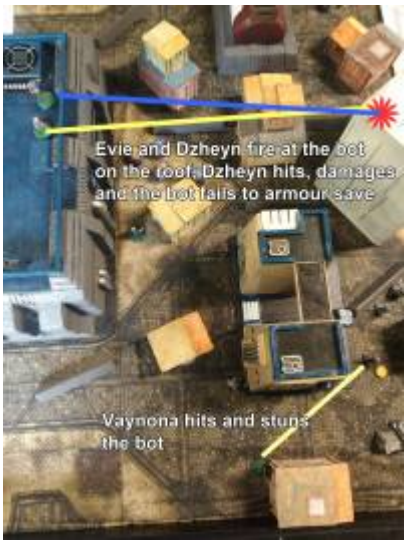 Evie and Dzheyn fire at the bot
on the roof. Dzheyn hits, damages
and the bot fails to armour save
Vaynona hits and stuns
the bot